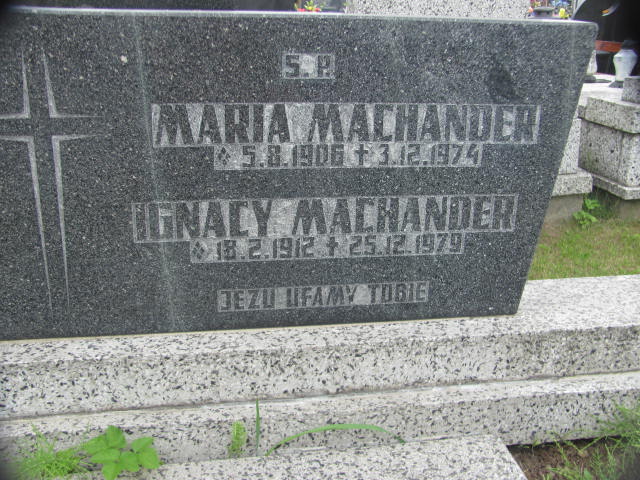 Ś. P.
MARIA MACHANDER
* 5.8.1906 + 3.12.1974
IGNACY MACHANDER
* 18.2.1912 + 25.12.1979
JEZU UFAMY TOBIE